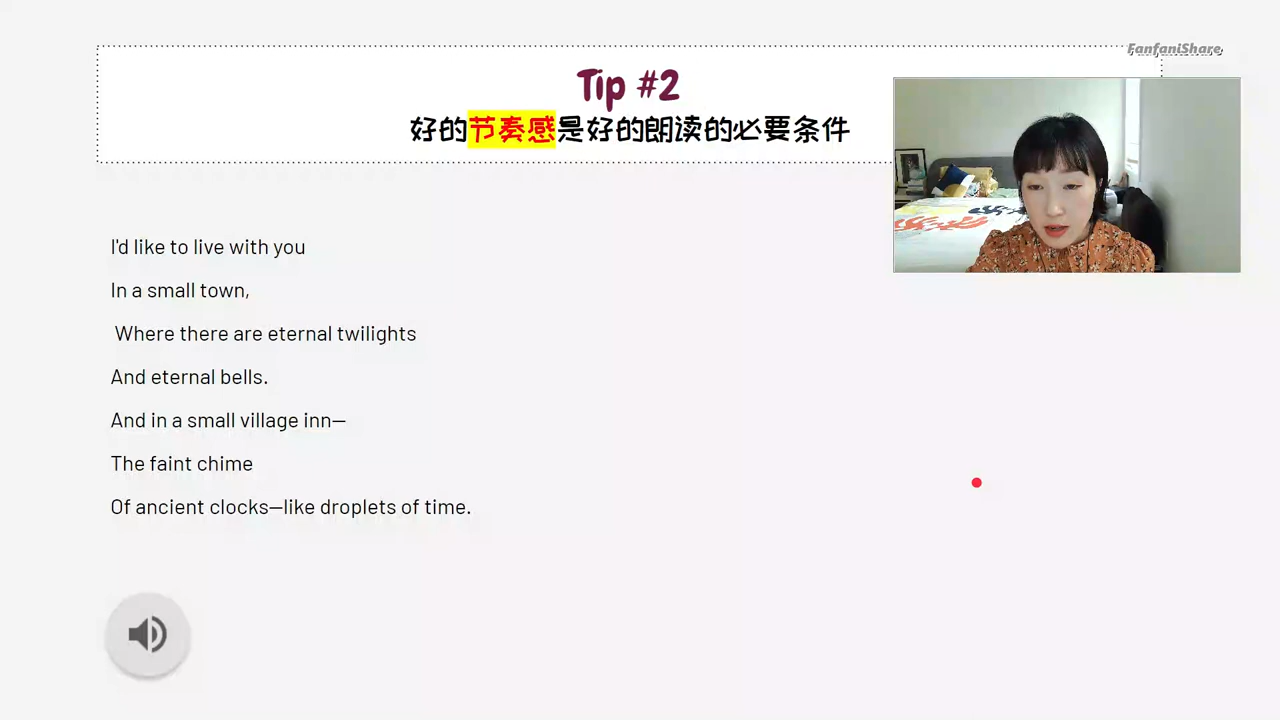 FanfaniShare
Tip #2
好的节奏感是好的朗读的必要条件
I'd like to live with you
In a small town,
Where there are eternal twilights
And eternal bells.
And in a small village inn—
The faint chime
Of ancient clocks—like droplets of time.